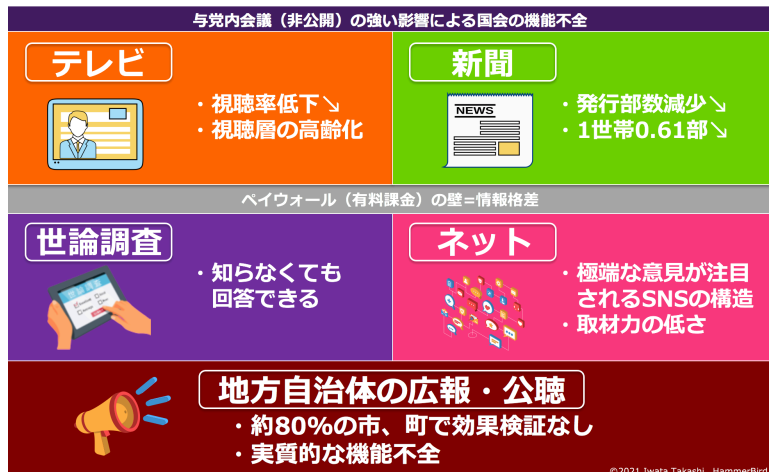 与党内会議（非公開）の強い影響による国会の機能不全
テレビ
・視聴率低下↘
・視聴層の高齢化
新聞
NEWS
・発行部数減少↘
・1世帯0.61部↘
ペイウォール（有料課金）の壁=情報格差
世論調査
・知らなくても
回答できる
ネット
・極端な意見が注目
されるSNSの構造
・取材力の低さ
地方自治体の広報・公聴
・約80%の市、町で効果検証なし
・実質的な機能不全
©2021 Iwata Takashi, HammerBird